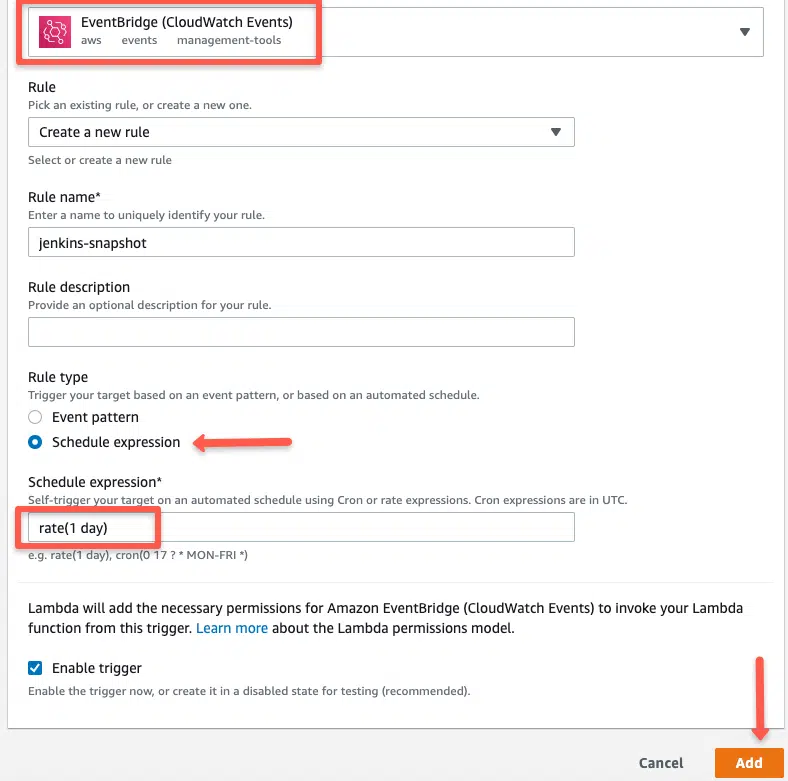 EventBridge (CloudWatch Events)
aws events management-tools
Rule
Pick an existing rule, or create a new one.
Create a new rule
Select or create a new rule
Rule name*
Enter a name to uniquely identify your rule.
jenkins-snapshot
Rule description
Provide an optional description for your rule.
Rule type
Trigger your target based on an event pattern, or based on an automated schedule.
Event pattern
Schedule expression
Schedule expression*
Self-trigger your target on an automated schedule using Cron or rate expressions. Cron expressions are in UTC.
rate(1 day)
e.g. rate(1 day), cron(0 17 ? * MON-FRI *)
Lambda will add the necessary permissions for Amazon EventBridge (CloudWatch Events) to invoke your Lambda
function from this trigger. Learn more about the Lambda permissions model.
Enable trigger
Enable the trigger now, or create it in a disabled state for testing (recommended).
Cancel Add